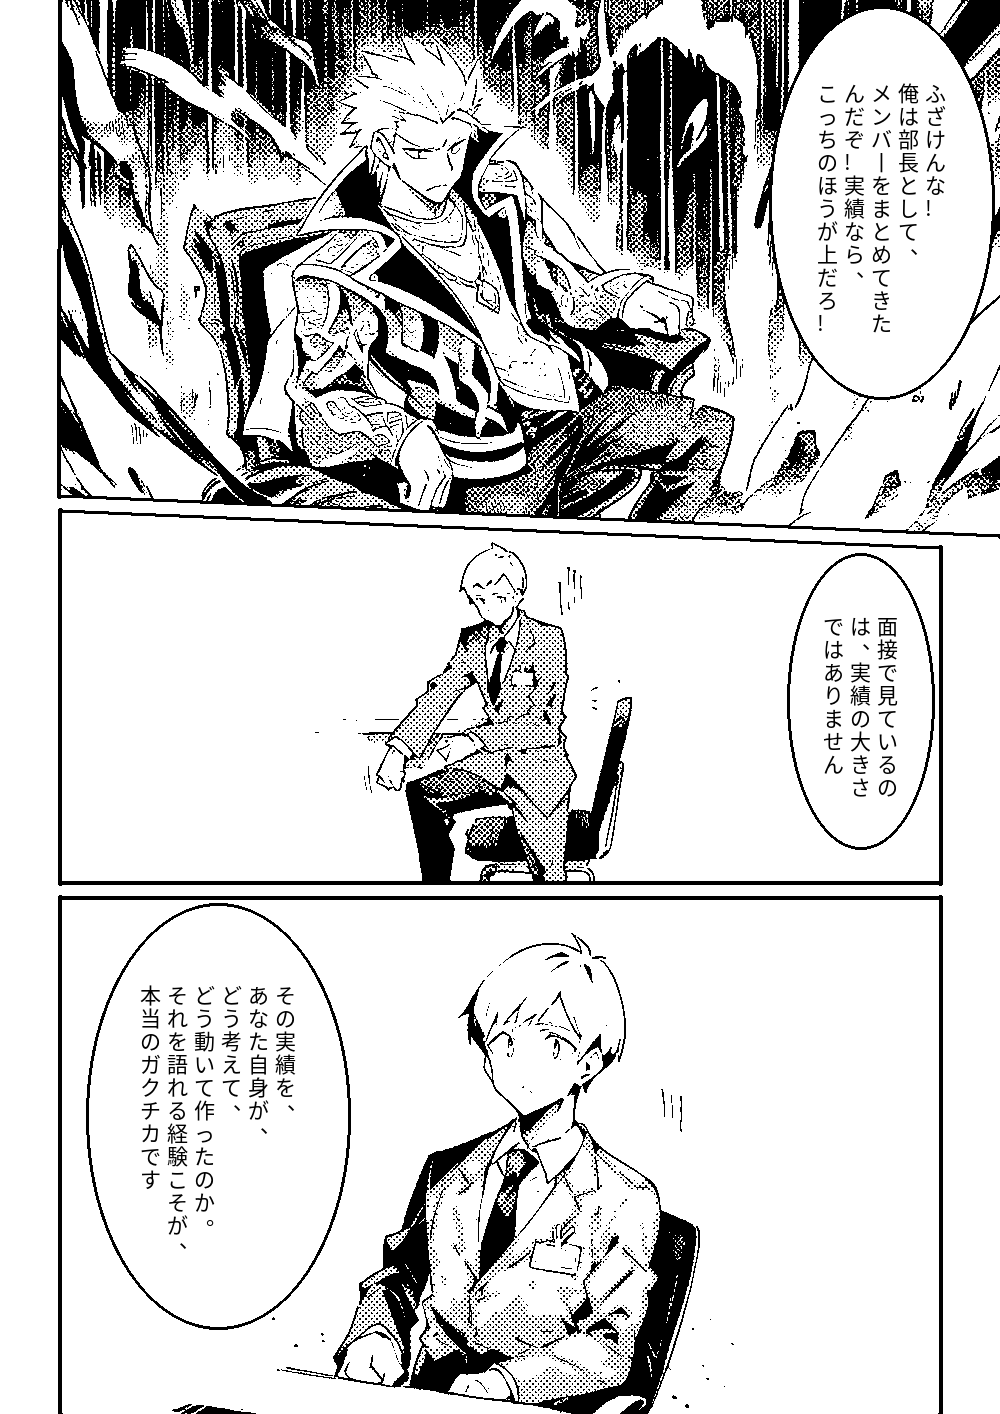 ふざけんな！
俺は部長として、
メンバーをまとめてきた
んだぞ！実績なら、
こっちのほうが上だろ！
面接で見ているの
は、実績の大きさ
ではありません
その実績を、
あなた自身が、
どう考えて、
どう動いて作ったのか。
それを語れる経験こそが、
本当のガクチカです